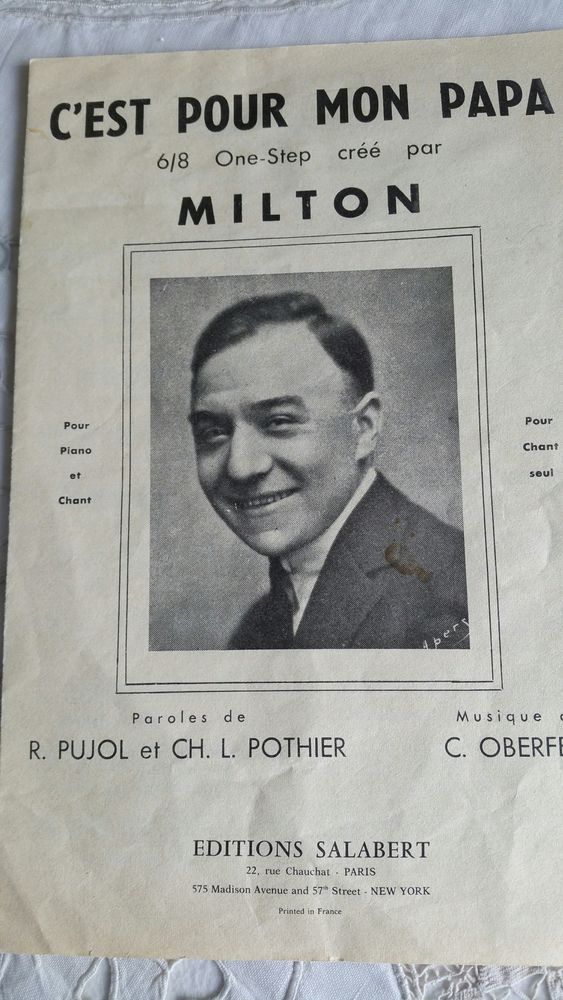 C'EST POUR MON PAPA
6/8 One-Step créé par
MILTON
Pour
Piano
et
Chant
Pour
Chant
seul
Paroles de
Musique
R. PUJOL et CH. L. POTHIER
C. OBERFE
EDITIONS SALABERT
22, rue Chauchat - PARIS
575 Madison Avenue and 57th Street - NEW YORK
Printed in France